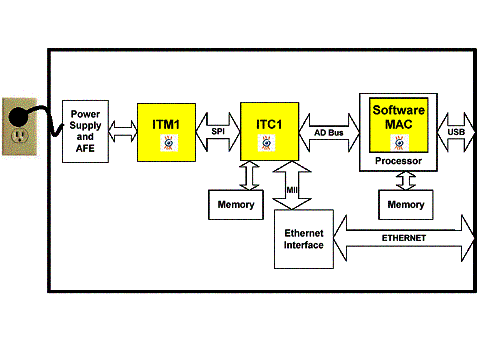 Power
Supply
and
AFE
ITM1
SPI
ITC1
AD Bus
Software
MAC
Processor
USB
Memory
MII
Memory
Ethernet
Interface
ETHERNET